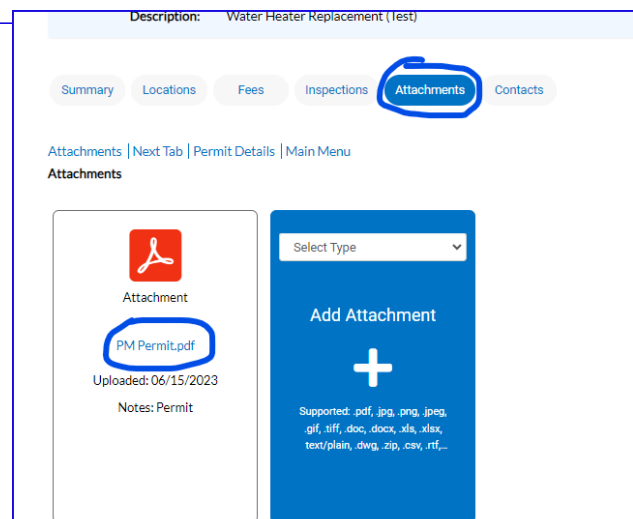 Description: Water Heater Replacement (Test)
Summary Locations Fees Inspections Attachments Contacts
Attachments | Next Tab | Permit Details | Main Menu
Attachments
Attachment
PM Permit.pdf
Uploaded: 06/15/2023
Notes: Permit
Select Type
Add Attachment
Supported: .pdf, .jpg, .png, .jpeg,
.gif, .tiff, .doc, .docx, .xls, .xlsx,
text/plain, .dwg, .zip, .csv, .rtf,...